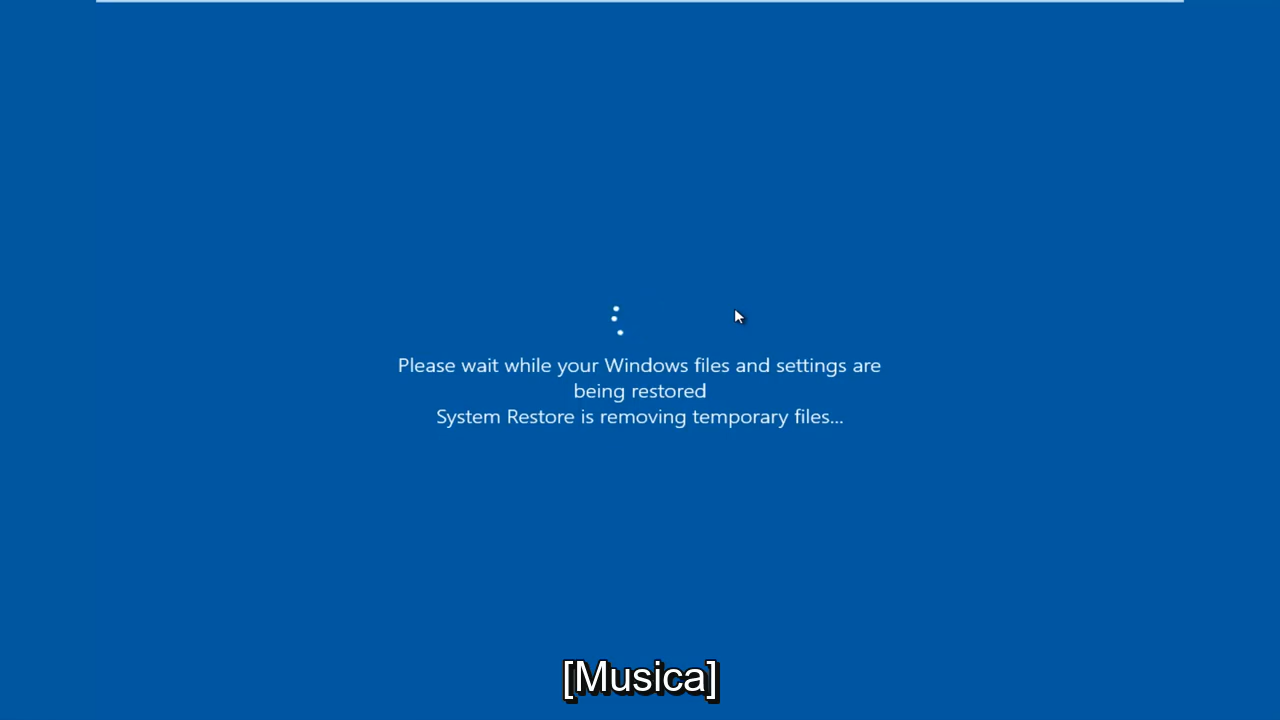 Please wait while your Windows files and settings are
being restored
System Restore is removing temporary files...
[Musica]